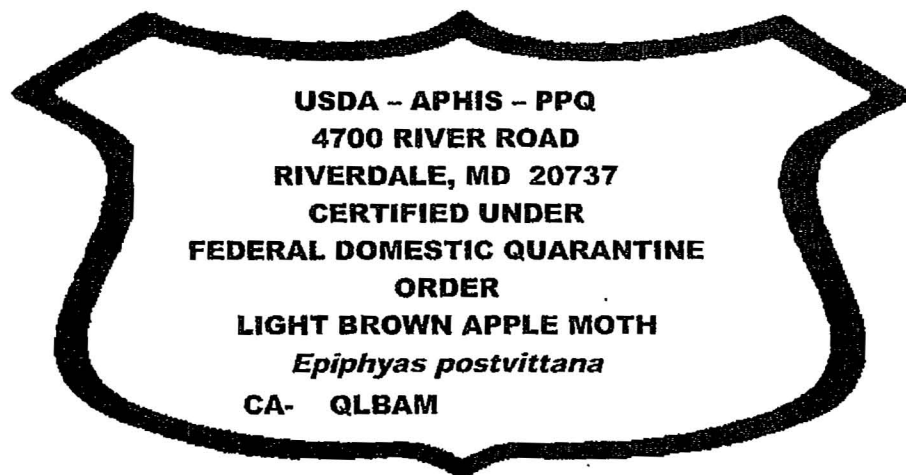 USDA – APHIS – PPQ
4700 RIVER ROAD
RIVERDALE, MD 20737
CERTIFIED UNDER
FEDERAL DOMESTIC QUARANTINE
ORDER
LIGHT BROWN APPLE MOTH
Epiphyas postvittana
CA- QLBAM